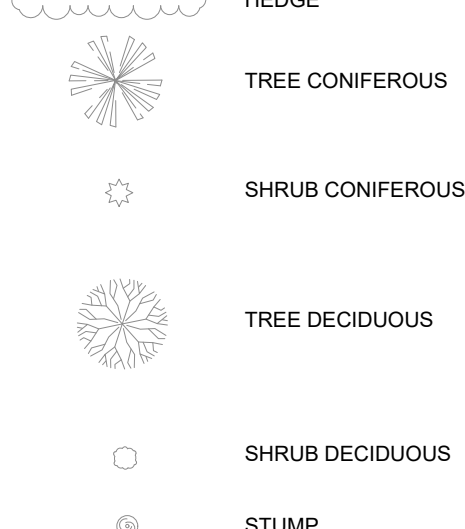 HEDGE
TREE CONIFEROUS
SHRUB CONIFEROUS
TREE DECIDUOUS
SHRUB DECIDUOUS
STUMP